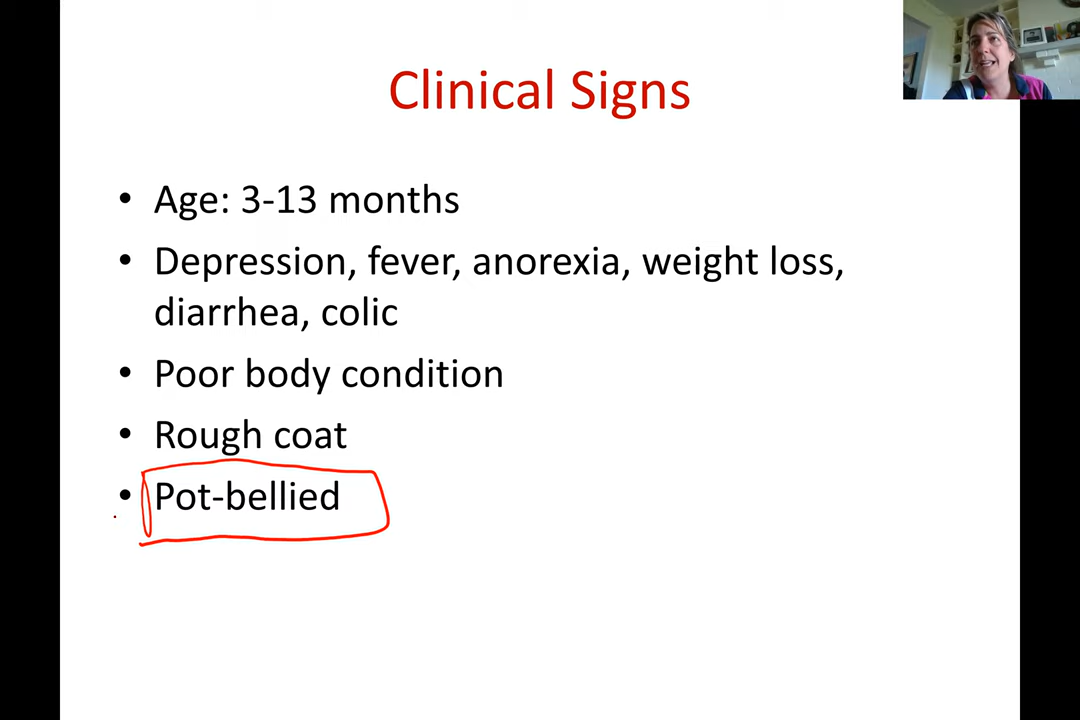 Clinical Signs
• Age: 3-13 months
• Depression, fever, anorexia, weight loss,
diarrhea, colic
• Poor body condition
• Rough coat
• Pot-bellied